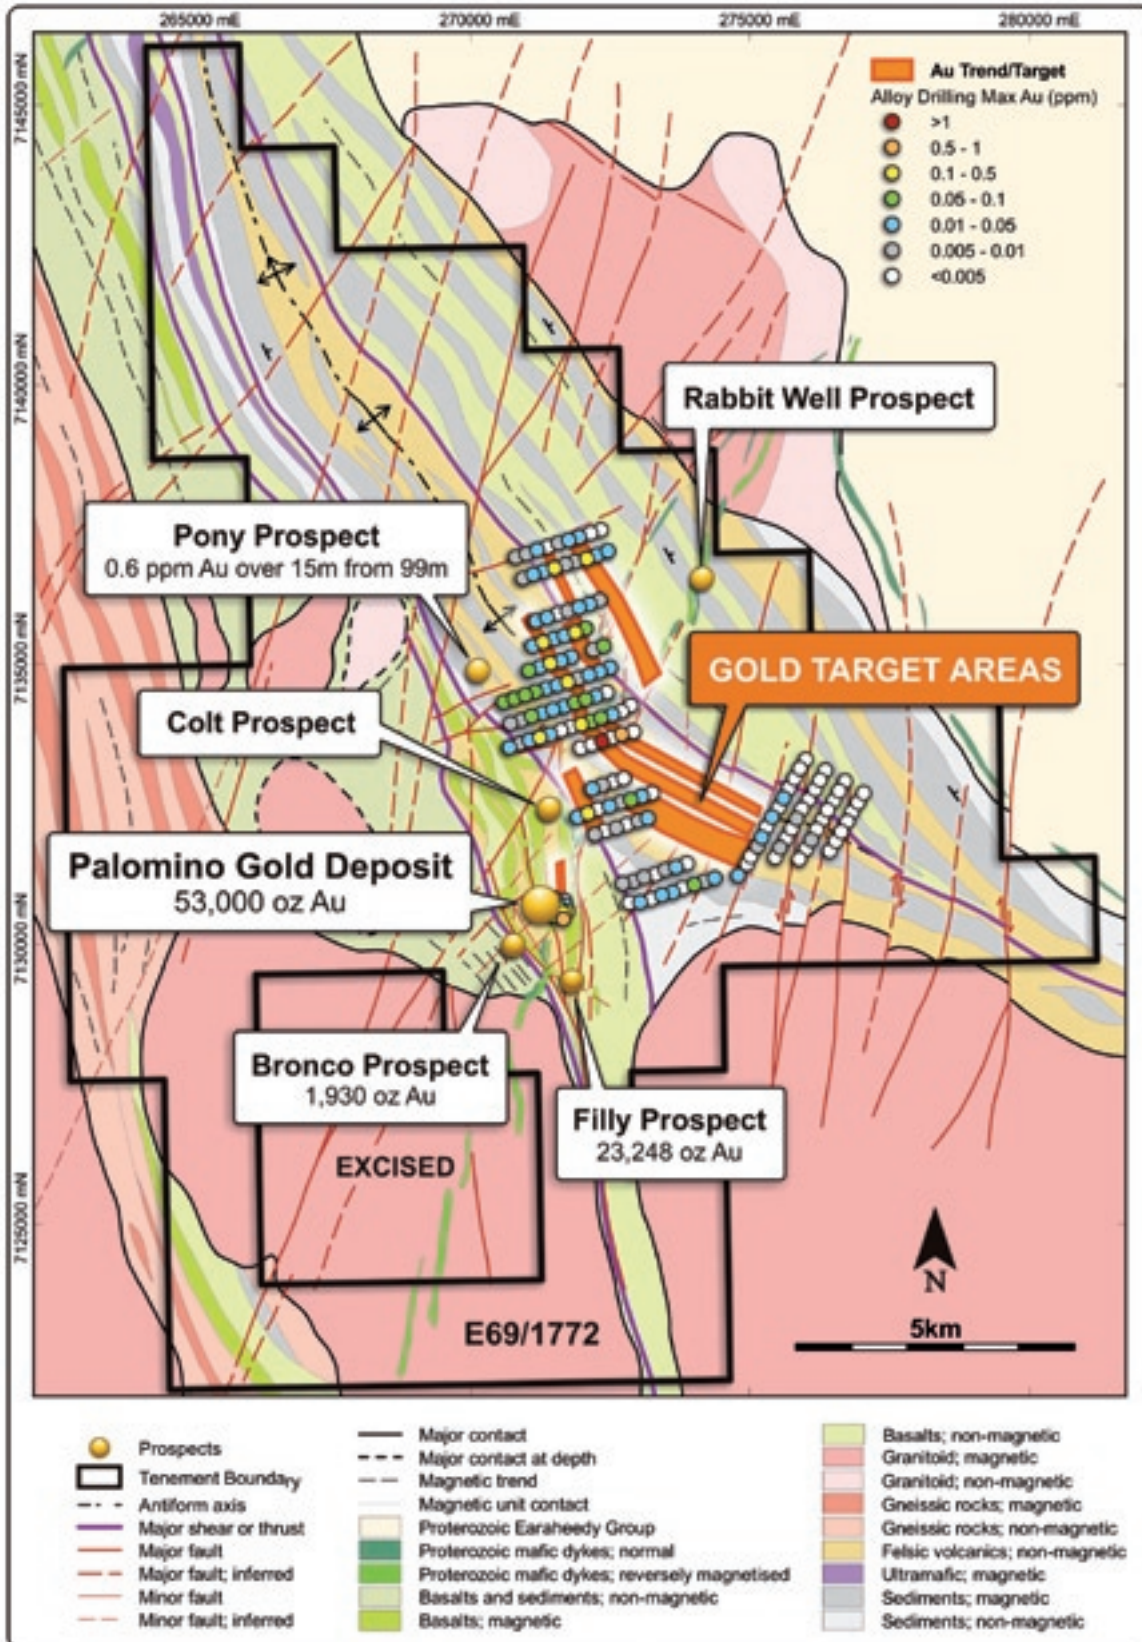 265000 mE
270000 mE
275000 mE
280000 mE
7145000 mN
7140000 mN
7135000 mN
7130000 mN
7125000 mN
Au Trend/Target
Alloy Drilling Max Au (ppm)
>1
0.5 - 1
0.1 - 0.5
0.05 - 0.1
0.01 - 0.05
0.005 - 0.01
<0.005
Rabbit Well Prospect
Pony Prospect
0.6 ppm Au over 15m from 99m
GOLD TARGET AREAS
Colt Prospect
Palomino Gold Deposit
53,000 oz Au
Bronco Prospect
1,930 oz Au
Filly Prospect
23,248 oz Au
EXCISED
E69/1772
N
5km
Prospects
Tenement Boundary
Antiform axis
Major shear or thrust
Major fault
Major fault; inferred
Minor fault
Minor fault; inferred
Major contact
Major contact at depth
Magnetic trend
Magnetic unit contact
Proterozoic Earaheedy Group
Proterozoic mafic dykes; normal
Proterozoic mafic dykes; reversely magnetised
Basalts and sediments; non-magnetic
Basalts; magnetic
Basalts; non-magnetic
Granitoid; magnetic
Granitoid; non-magnetic
Gneissic rocks; magnetic
Gneissic rocks; non-magnetic
Felsic volcanics; non-magnetic
Ultramafic; magnetic
Sediments; magnetic
Sediments; non-magnetic